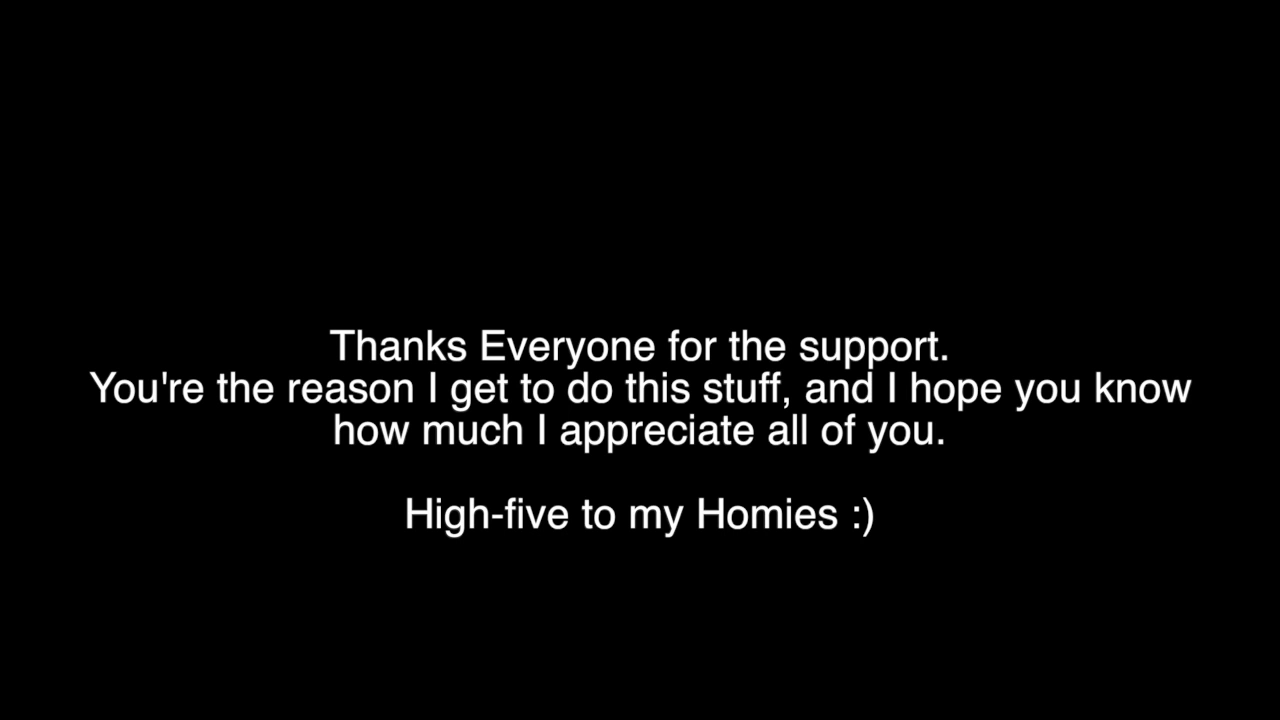 Thanks Everyone for the support.
You're the reason I get to do this stuff, and I hope you know
how much I appreciate all of you.
High-five to my Homies :)